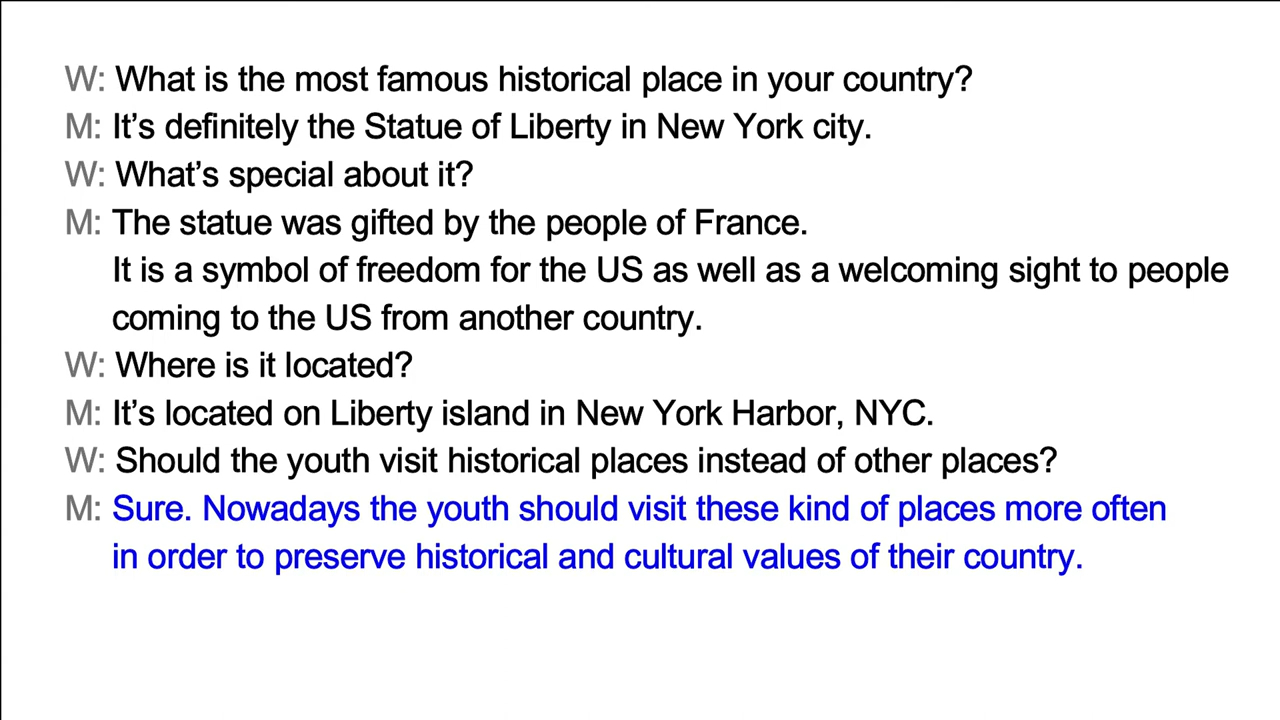 W: What is the most famous historical place in your country?
M: It’s definitely the Statue of Liberty in New York city.
W: What’s special about it?
M: The statue was gifted by the people of France.
It is a symbol of freedom for the US as well as a welcoming sight to people
coming to the US from another country.
W: Where is it located?
M: It’s located on Liberty island in New York Harbor, NYC.
W: Should the youth visit historical places instead of other places?
M: Sure. Nowadays the youth should visit these kind of places more often
in order to preserve historical and cultural values of their country.